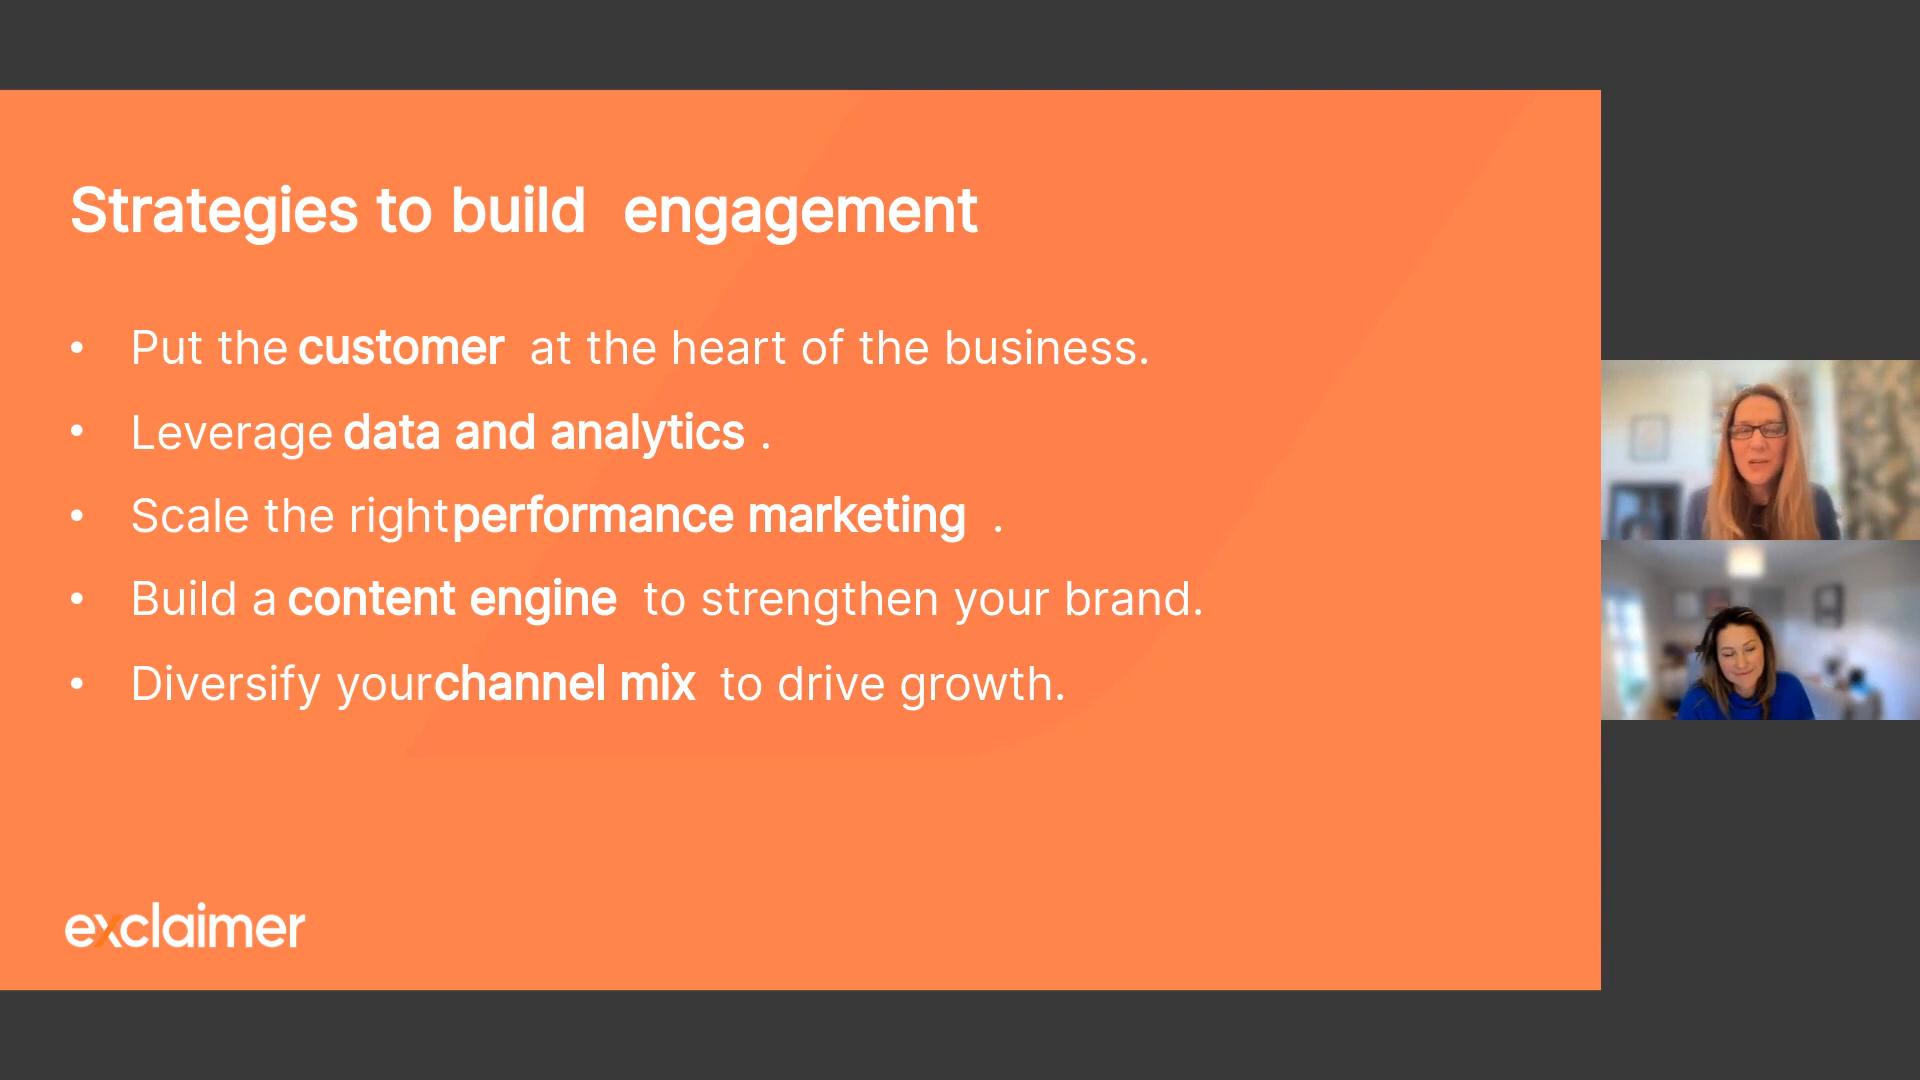 Strategies to build engagement
• Put the customer at the heart of the business.
• Leverage data and analytics .
• Scale the right performance marketing .
• Build a content engine to strengthen your brand.
• Diversify your channel mix to drive growth.
exclaimer